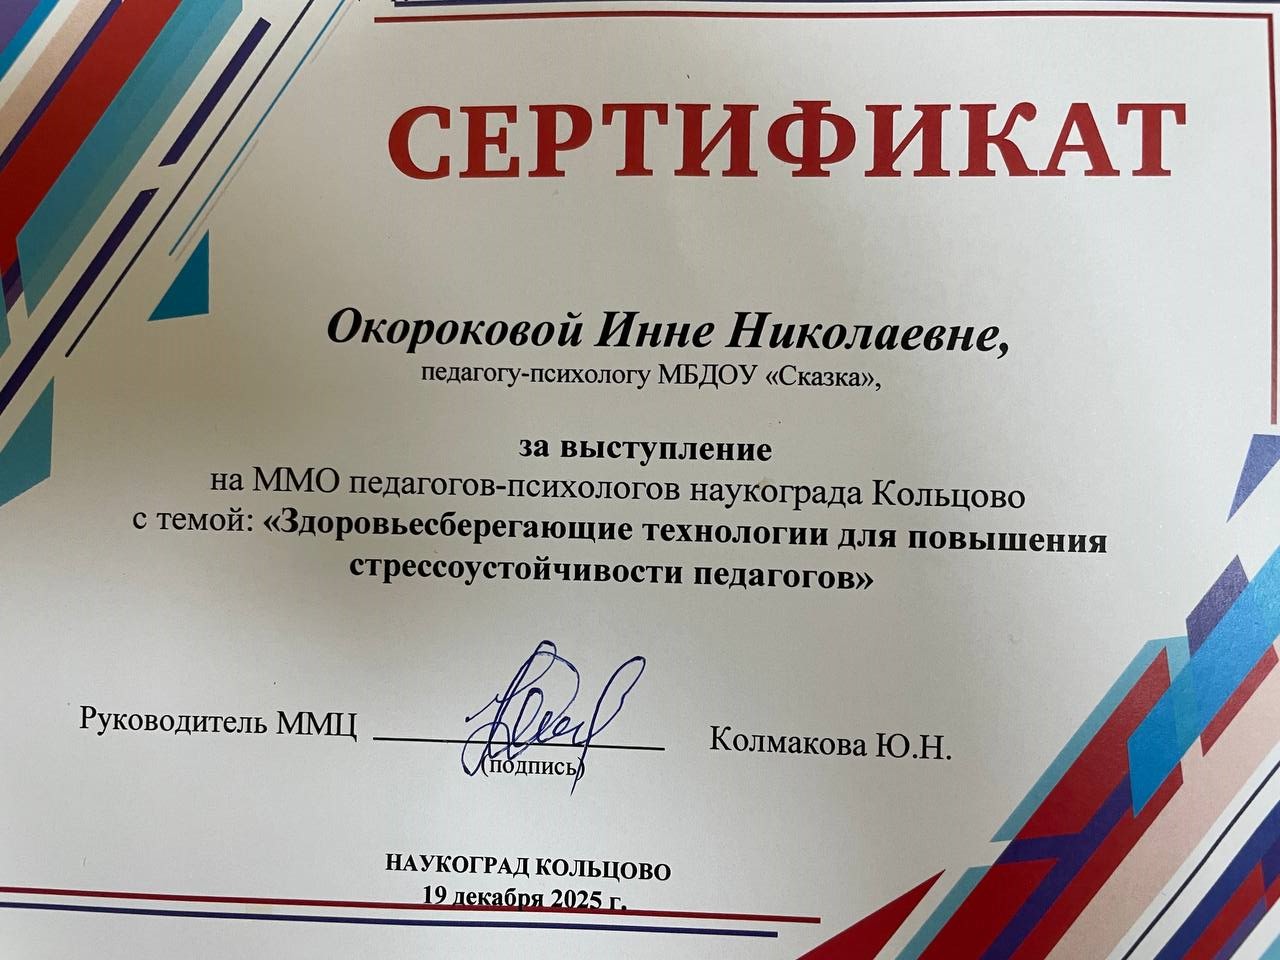 СЕРТИФИКАТ
Окороковой Инне Николаевне,
педагогу-психологу МБДОУ «Сказка»,
за выступление
на ММО педагогов-психологов наукограда Кольцово
с темой: «Здоровьесберегающие технологии для повышения
стрессоустойчивости педагогов»
Руководитель ММЦ
(подпись)
Колмакова Ю.Н.
НАУКОГРАД КОЛЬЦОВО
19 декабря 2025 г.